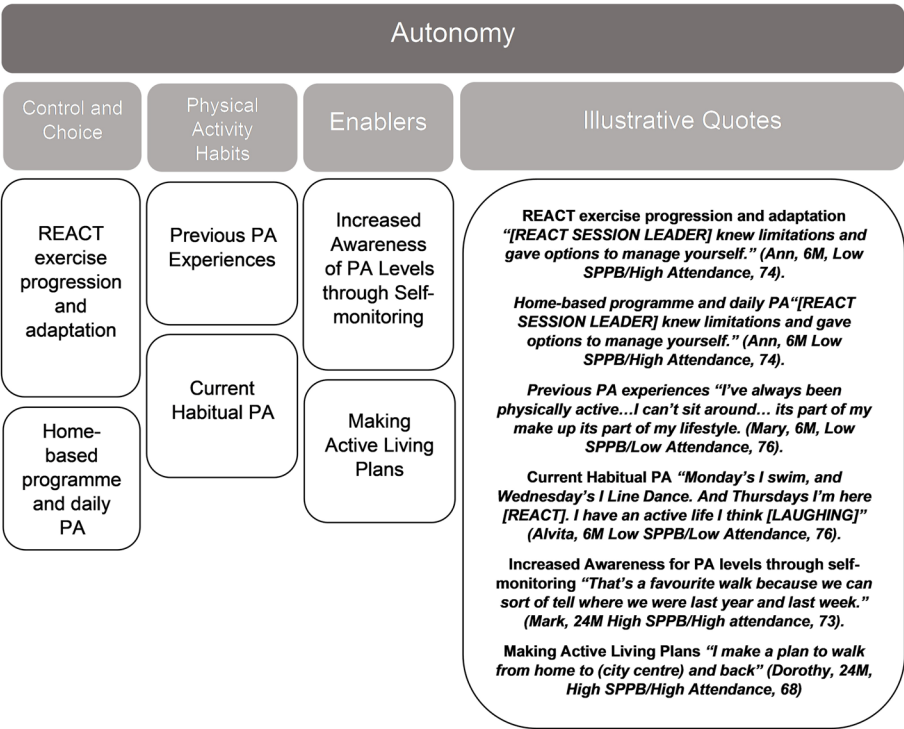 Autonomy
Control and
Choice
Physical
Activity
Habits
Enablers
Illustrative Quotes
REACT
exercise
progression
and
adaptation
Home-
based
programme
and daily
PA
Previous PA
Experiences
Current
Habitual PA
Increased
Awareness
of PA Levels
through Self-
monitoring
Making
Active Living
Plans
REACT exercise progression and adaptation
“[REACT SESSION LEADER] knew limitations and
gave options to manage yourself.” (Ann, 6M, Low
SPPB/High Attendance, 74).
Home-based programme and daily PA“[REACT
SESSION LEADER] knew limitations and gave
options to manage yourself.” (Ann, 6M Low
SPPB/High Attendance, 74).
Previous PA experiences “I’ve always been
physically active…I can’t sit around… its part of my
make up its part of my lifestyle. (Mary, 6M, Low
SPPB/Low Attendance, 76).
Current Habitual PA “Monday’s I swim, and
Wednesday’s I Line Dance. And Thursdays I’m here
[REACT]. I have an active life I think [LAUGHING]”
(Alvita, 6M Low SPPB/Low Attendance, 76).
Increased Awareness for PA levels through self-
monitoring “That’s a favourite walk because we can
sort of tell where we were last year and last week.”
(Mark, 24M High SPPB/High attendance, 73).
Making Active Living Plans “I make a plan to walk
from home to (city centre) and back” (Dorothy, 24M,
High SPPB/High Attendance, 68)